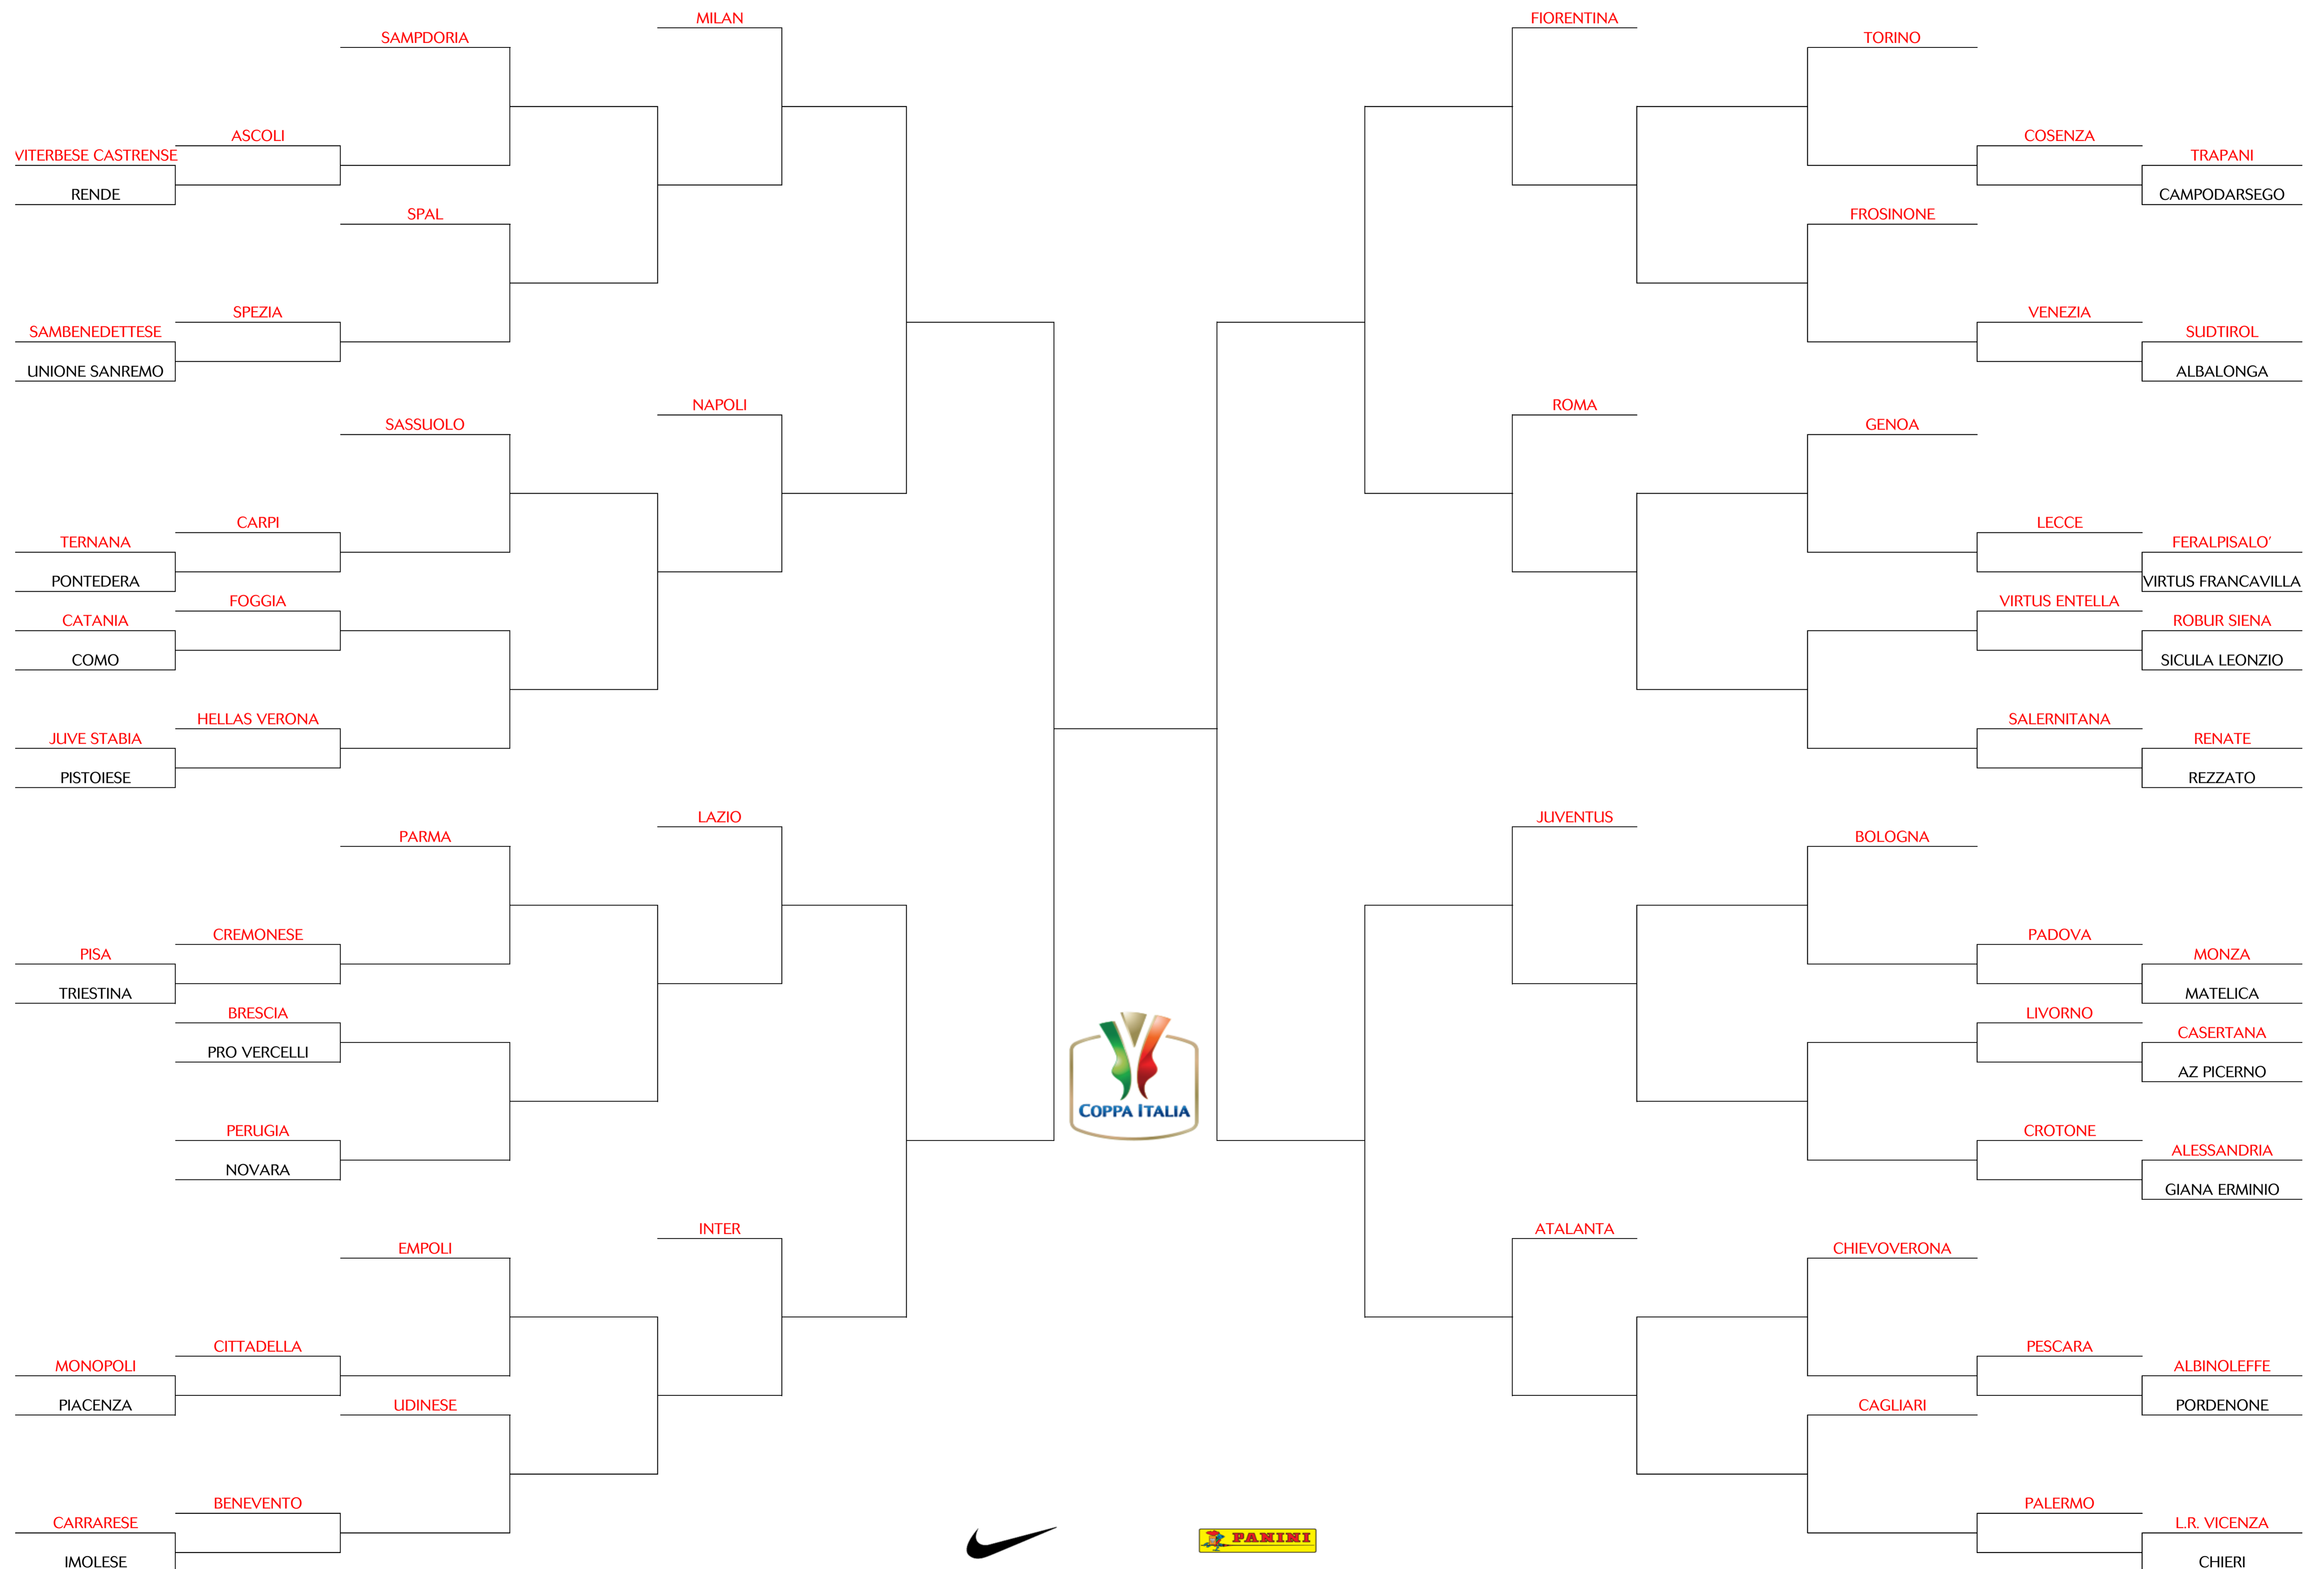 MILAN
FIORENTINA
SAMPDORIA
TORINO
ASCOLI
COSENZA
VITERBESE CASTRENSE
TRAPANI
RENDE
CAMPODARSEGO
SPAL
FROSINONE
SPEZIA
VENEZIA
SAMBENEDETTESE
SUDTIROL
UNIONE SANREMO
ALBALONGA
NAPOLI
ROMA
SASSUOLO
GENOA
CARPI
LECCE
TERNANA
FERALPISALO’
PONTEDERA
VIRTUS FRANCAVILLA
FOGGIA
VIRTUS ENTELLA
CATANIA
ROBUR SIENA
COMO
SICULA LEONZIO
HELLAS VERONA
SALERNITANA
JUVE STABIA
RENATE
PISTOIESE
REZZATO
LAZIO
JUVENTUS
PARMA
BOLOGNA
CREMONESE
PADOVA
PISA
MONZA
TRIESTINA
MATELICA
BRESCIA
LIVORNO
CASERTANA
PRO VERCELLI
AZ PICERNO
COPPA ITALIA
PERUGIA
CROTONE
ALESSANDRIA
NOVARA
GIANA ERMINIO
INTER
ATALANTA
EMPOLI
CHIEVOVERONA
CITTADELLA
PESCARA
MONOPOLI
ALBINOLEFFE
PIACENZA
UDINESE
CAGLIARI
PORDENONE
BENEVENTO
PALERMO
CARRARESE
L.R. VICENZA
PANINI
IMOLESE
CHIERI